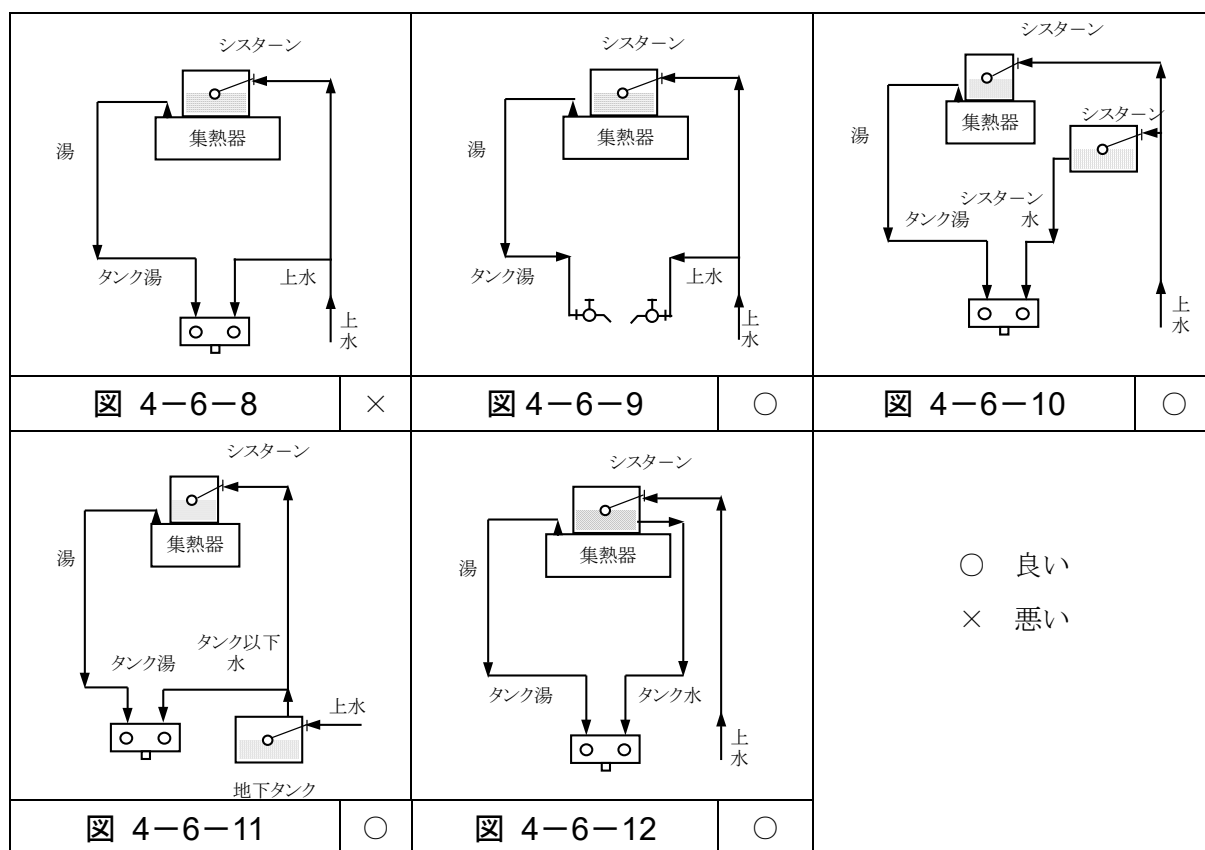 シスターン
集熱器
湯
タンク湯
上水
上
水
図 4－6－8
×
シスターン
集熱器
湯
タンク湯
上水
上
水
図 4－6－9
○
シスターン
シスターン
集熱器
湯
シスターン
水
タンク湯
上
水
図 4－6－10
○
シスターン
集熱器
湯
タンク以下
水
タンク湯
上水
地下タンク
図 4－6－11
○
シスターン
集熱器
湯
タンク湯
タンク水
上
水
図 4－6－12
○
○ 良い
× 悪い